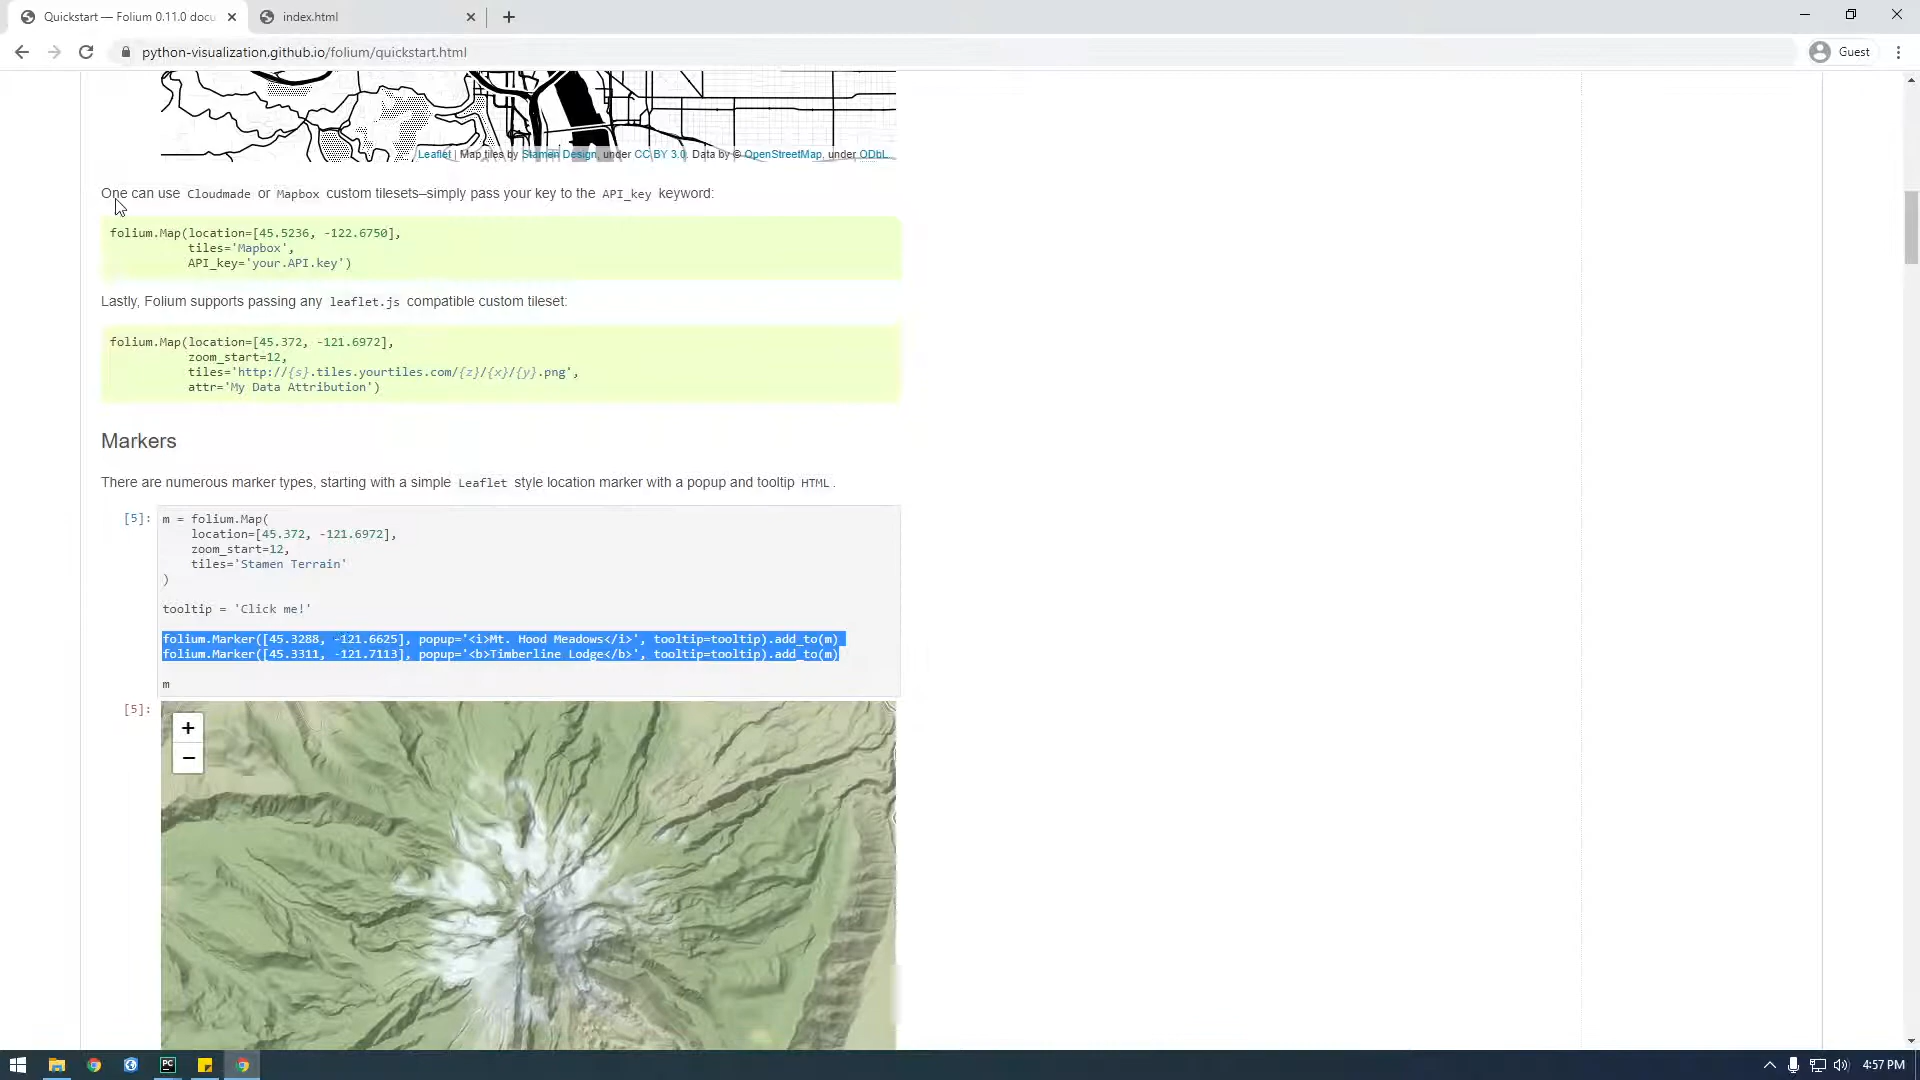 Quickstart — Folium 0.11.0 docu
index.html
python-visualization.github.io/folium/quickstart.html
Guest
Leaflet | Map tiles by Stamen Design, under CC BY 3.0. Data by © OpenStreetMap, under ODbL.
One can use Cloudmade or Mapbox custom tilesets–simply pass your key to the API_key keyword:
folium.Map(location=[45.5236, -122.6750],
tiles='Mapbox',
API_key='your.API.key')
Lastly, Folium supports passing any leaflet.js compatible custom tileset:
folium.Map(location=[45.372, -121.6972],
zoom_start=12,
tiles='http://{s}.tiles.yourtiles.com/{z}/{x}/{y}.png',
attr='My Data Attribution')
Markers
There are numerous marker types, starting with a simple Leaflet style location marker with a popup and tooltip HTML.
[5]: m = folium.Map(
location=[45.372, -121.6972],
zoom_start=12,
tiles='Stamen Terrain'
)
tooltip = 'Click me!'
folium.Marker([45.3288, -121.6625], popup='<i>Mt. Hood Meadows</i>', tooltip=tooltip).add_to(m)
folium.Marker([45.3311, -121.7113], popup='<b>Timberline Lodge</b>', tooltip=tooltip).add_to(m)
m
[5]:
+
−
PC
4:57 PM